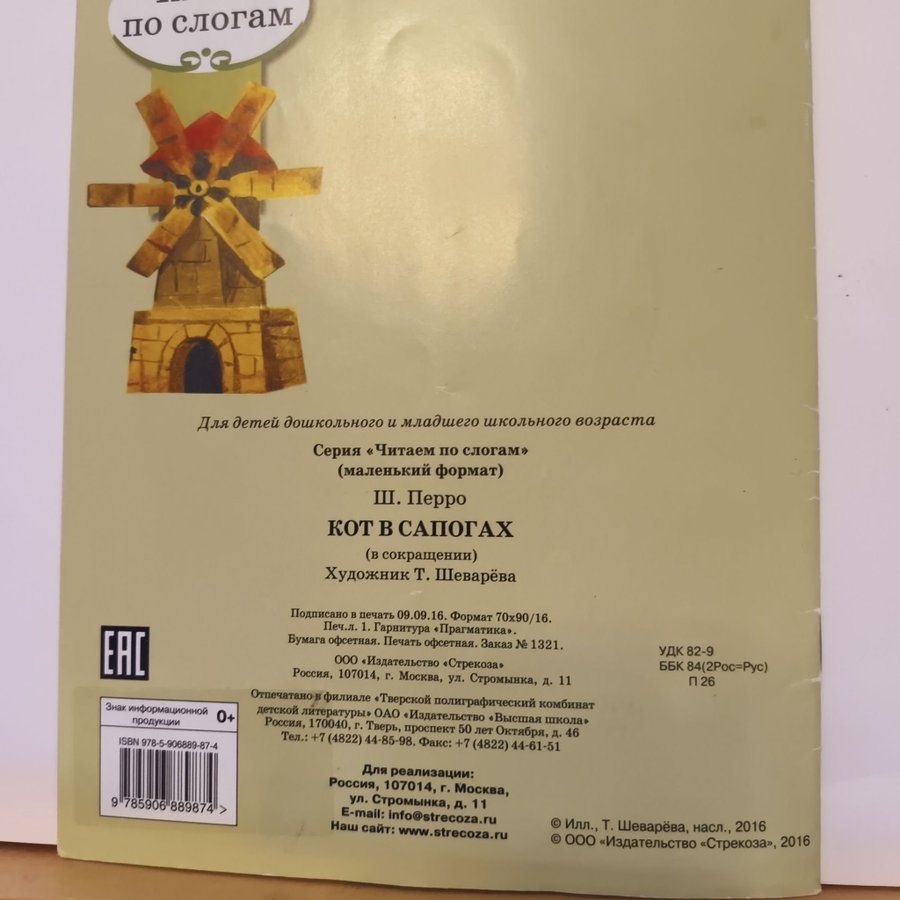 по слогам
Для детей дошкольного и младшего школьного возраста
Серия «Читаем по слогам»
(маленький формат)
Ш. Перро
КОТ В САПОГАХ
(в сокращении)
Художник Т. Шеварёва
Подписано в печать 09.09.16. Формат 70х90/16.
Печ.л. 1. Гарнитура «Прагматика».
Бумага офсетная. Печать офсетная. Заказ № 1321.
ООО «Издательство «Стрекоза»
Россия, 107014, г. Москва, ул. Стромынка, д. 11
Отпечатано в филиале «Тверской полиграфический комбинат
детской литературы» ОАО «Издательство «Высшая школа»
Россия, 170040, г. Тверь, проспект 50 лет Октября, д. 46
Тел.: +7 (4822) 44-85-98. Факс: +7 (4822) 44-61-51
Для реализации:
Россия, 107014, г. Москва,
ул. Стромынка, д. 11
E-mail: info@strecoza.ru
Наш сайт: www.strecoza.ru
УДК 82-9
ББК 84(2Рос=Рус)
П 26
EAC
Знак информационной
продукции 0+
ISBN 978-5-906889-87-4
9 785906 889874 >
© Илл., Т. Шеварёва, насл., 2016
© ООО «Издательство «Стрекоза», 2016